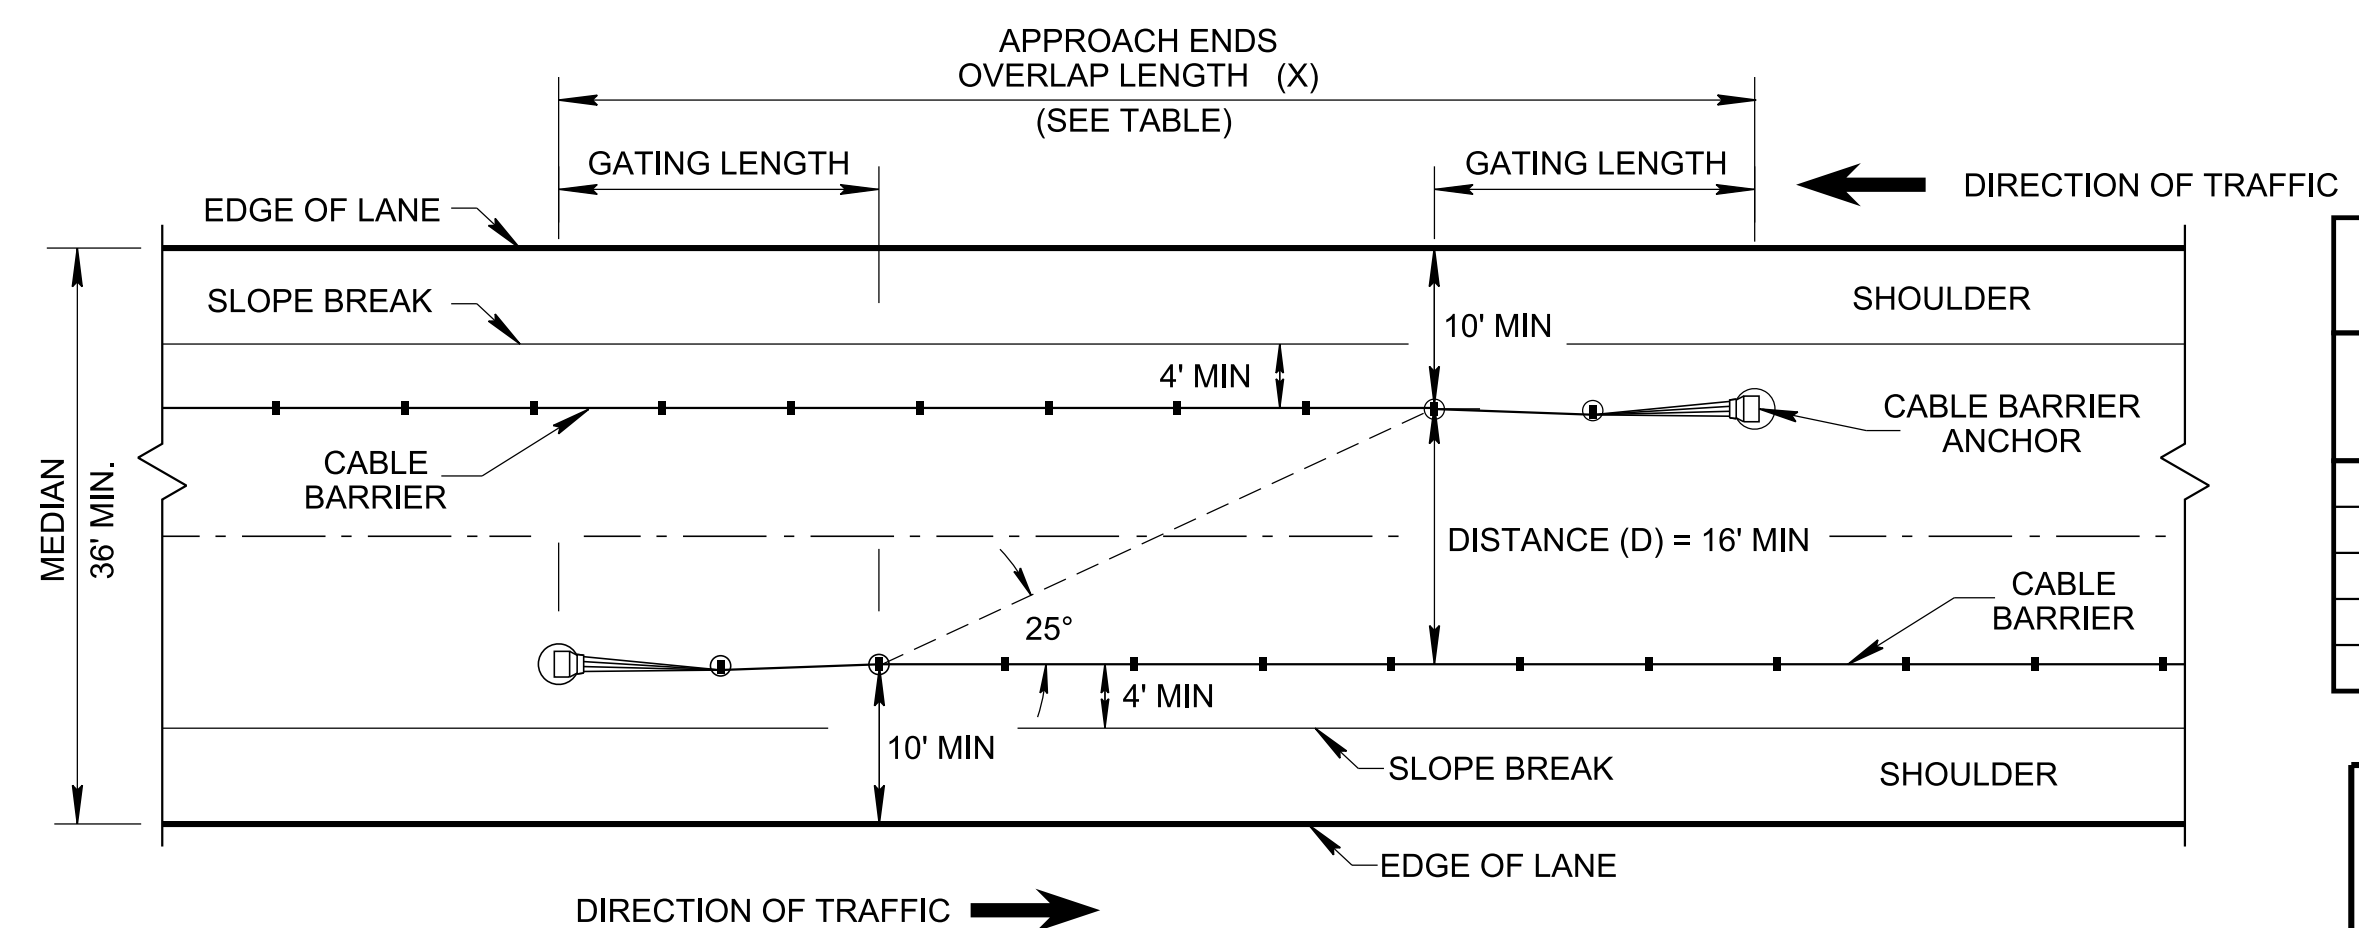 APPROACH ENDS
OVERLAP LENGTH (X)
(SEE TABLE)
GATING LENGTH
GATING LENGTH
DIRECTION OF TRAFFIC
EDGE OF LANE
SLOPE BREAK
SHOULDER
10' MIN
4' MIN
CABLE BARRIER
ANCHOR
CABLE
BARRIER
MEDIAN
36' MIN.
DISTANCE (D) = 16' MIN
CABLE
BARRIER
25°
4' MIN
10' MIN
SLOPE BREAK
SHOULDER
EDGE OF LANE
DIRECTION OF TRAFFIC